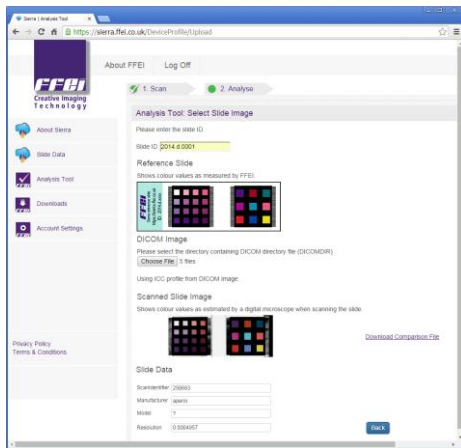 Sierra | Analysis Tool
https://sierra.ffei.co.uk/DeviceProfile/Upload
About FFEI Log Off
FFEI
Creative Imaging
Technology
1. Scan
2. Analyse
About Sierra
Slide Data
Analysis Tool
Downloads
Account Settings
Privacy Policy
Terms & Conditions
Analysis Tool: Select Slide Image
Please enter the slide ID.
Slide ID 2014.d.0001
Reference Slide
Shows colour values as measured by FFEI
FFEI
DICOM Image
Please select the directory containing DICOM directory file (DICOMDIR)
Choose File 5 files
Using ICC profile from DICOM image.
Scanned Slide Image
Shows colour values as estimated by a digital microscope when scanning the slide
Download Comparison File
Slide Data
ScanIdentifier
Manufacturer aperio
Model ?
Resolution
Back